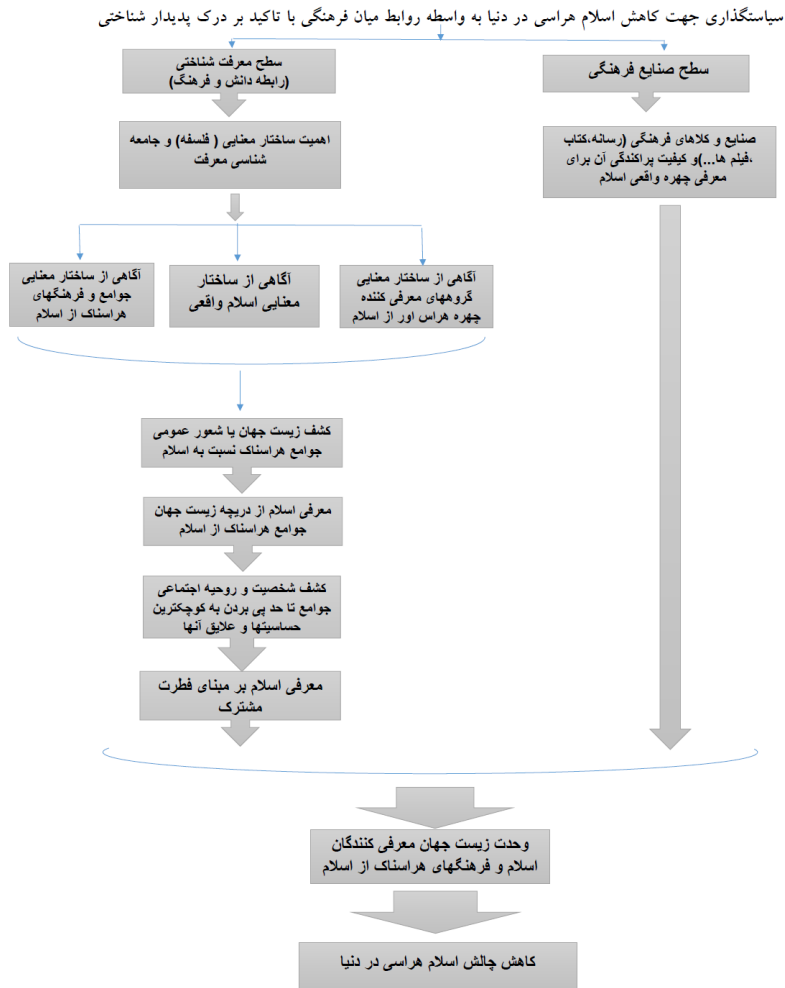 سیاستگذاری جهت کاهش اسلام هراسی در دنیا به واسطه روابط میان فرهنگی با تاکید بر درک پدیدار شناختی
سطح صنایع فرهنگی
صنایع و کلاهای فرهنگی (رسانه،کتاب
،فیلم ها...)و کیفیت پراکندگی آن برای
معرفی چهره واقعی اسلام
سطح معرفت شناختی
(رابطه دانش و فرهنگ)
اهمیت ساختار معنایی ( فلسفه) و جامعه
شناسی معرفت
آگاهی از ساختار معنایی
گروههای معرفی کننده
چهره هراس اور از اسلام
آگاهی از ساختار
معنایی اسلام واقعی
آگاهی از ساختار معنایی
جوامع و فرهنگهای
هراسناک از اسلام
کشف زیست جهان یا شعور عمومی
جوامع هراسناک نسبت به اسلام
معرفی اسلام از دریچه زیست جهان
جوامع هراسناک از اسلام
کشف شخصیت و روحیه اجتماعی
جوامع تا حد پی بردن به کوچکترین
حساسیتها و علایق آنها
معرفی اسلام بر مبنای فطرت
مشترک
وحدت زیست جهان معرفی کنندگان
اسلام و فرهنگهای هراسناک از اسلام
کاهش چالش اسلام هراسی در دنیا